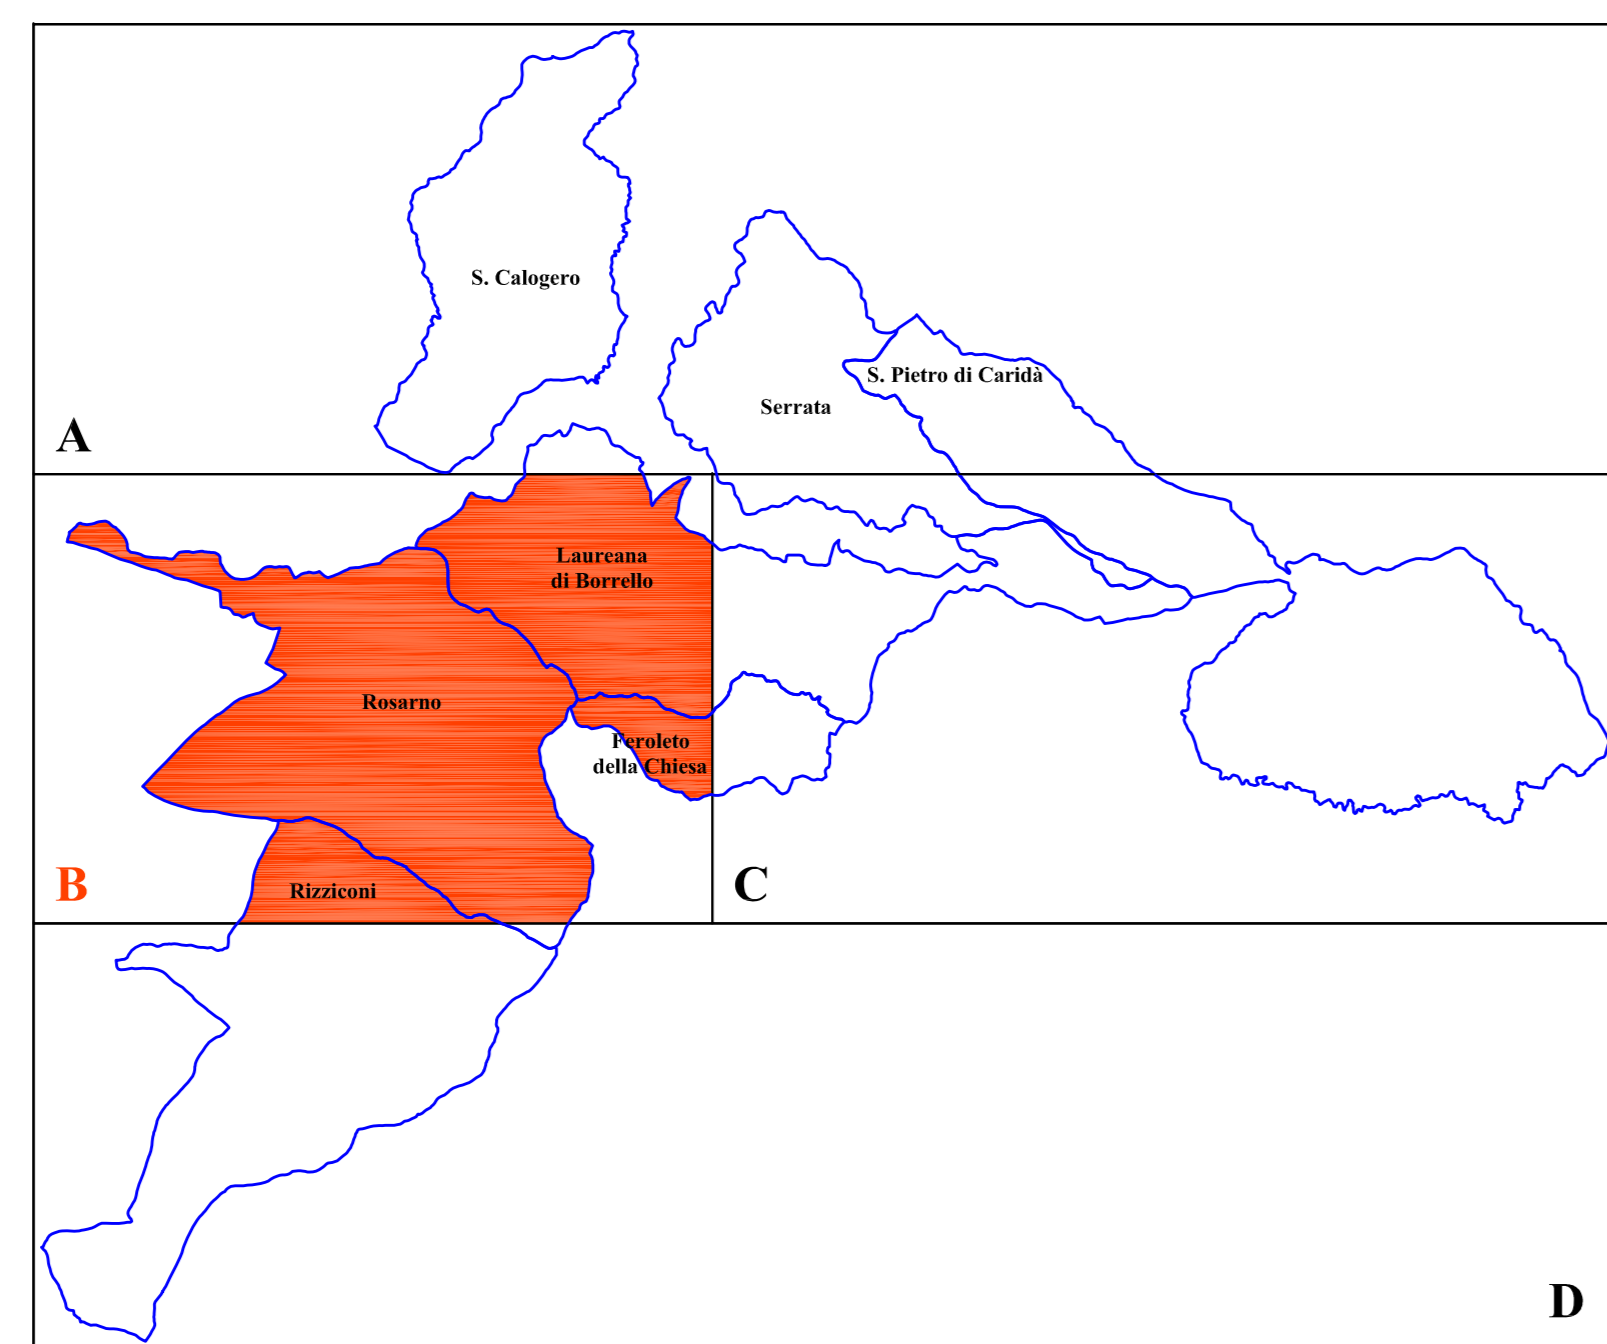 S. Calogero
S. Pietro di Caridà
Serrata
A
Laureana
di Borrello
Rosarno
Feroleto
della Chiesa
B
Rizziconi
C
D